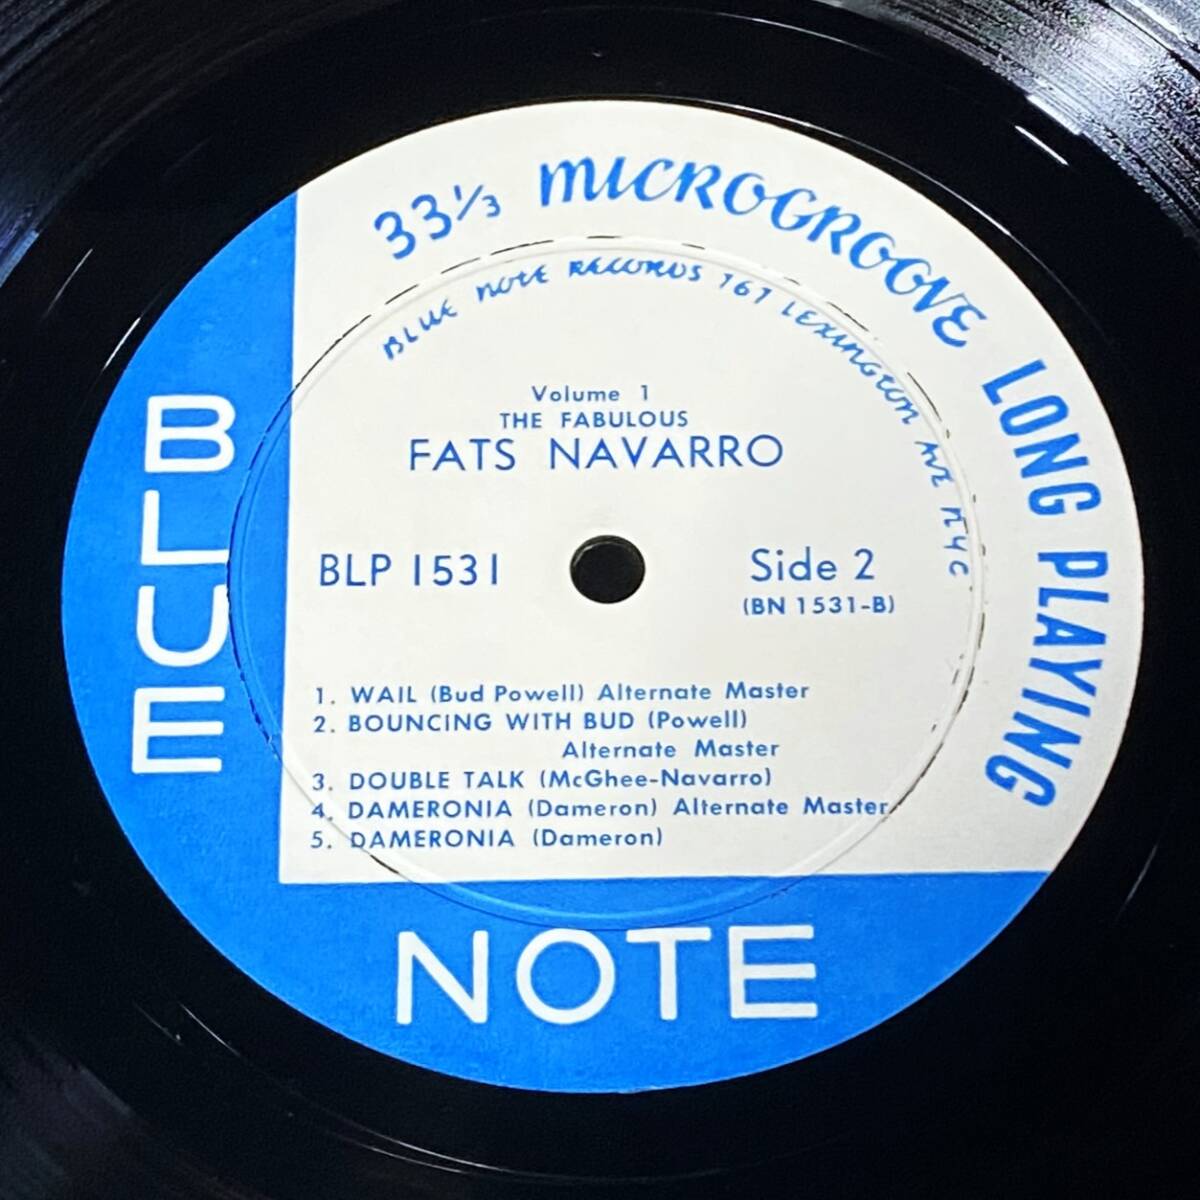 33⅓ MICROGROOVE LONG PLAYING
BLUE NOTE RECORDS 767 LEXINGTON AVE NYC
Volume 1
THE FABULOUS
FATS NAVARRO
BLP 1531
Side 2
(BN 1531-B)
1. WAIL (Bud Powell) Alternate Master
2. BOUNCING WITH BUD (Powell)
Alternate Master
3. DOUBLE TALK (McGhee-Navarro)
4. DAMERONIA (Dameron) Alternate Master
5. DAMERONIA (Dameron)
BLUE
NOTE